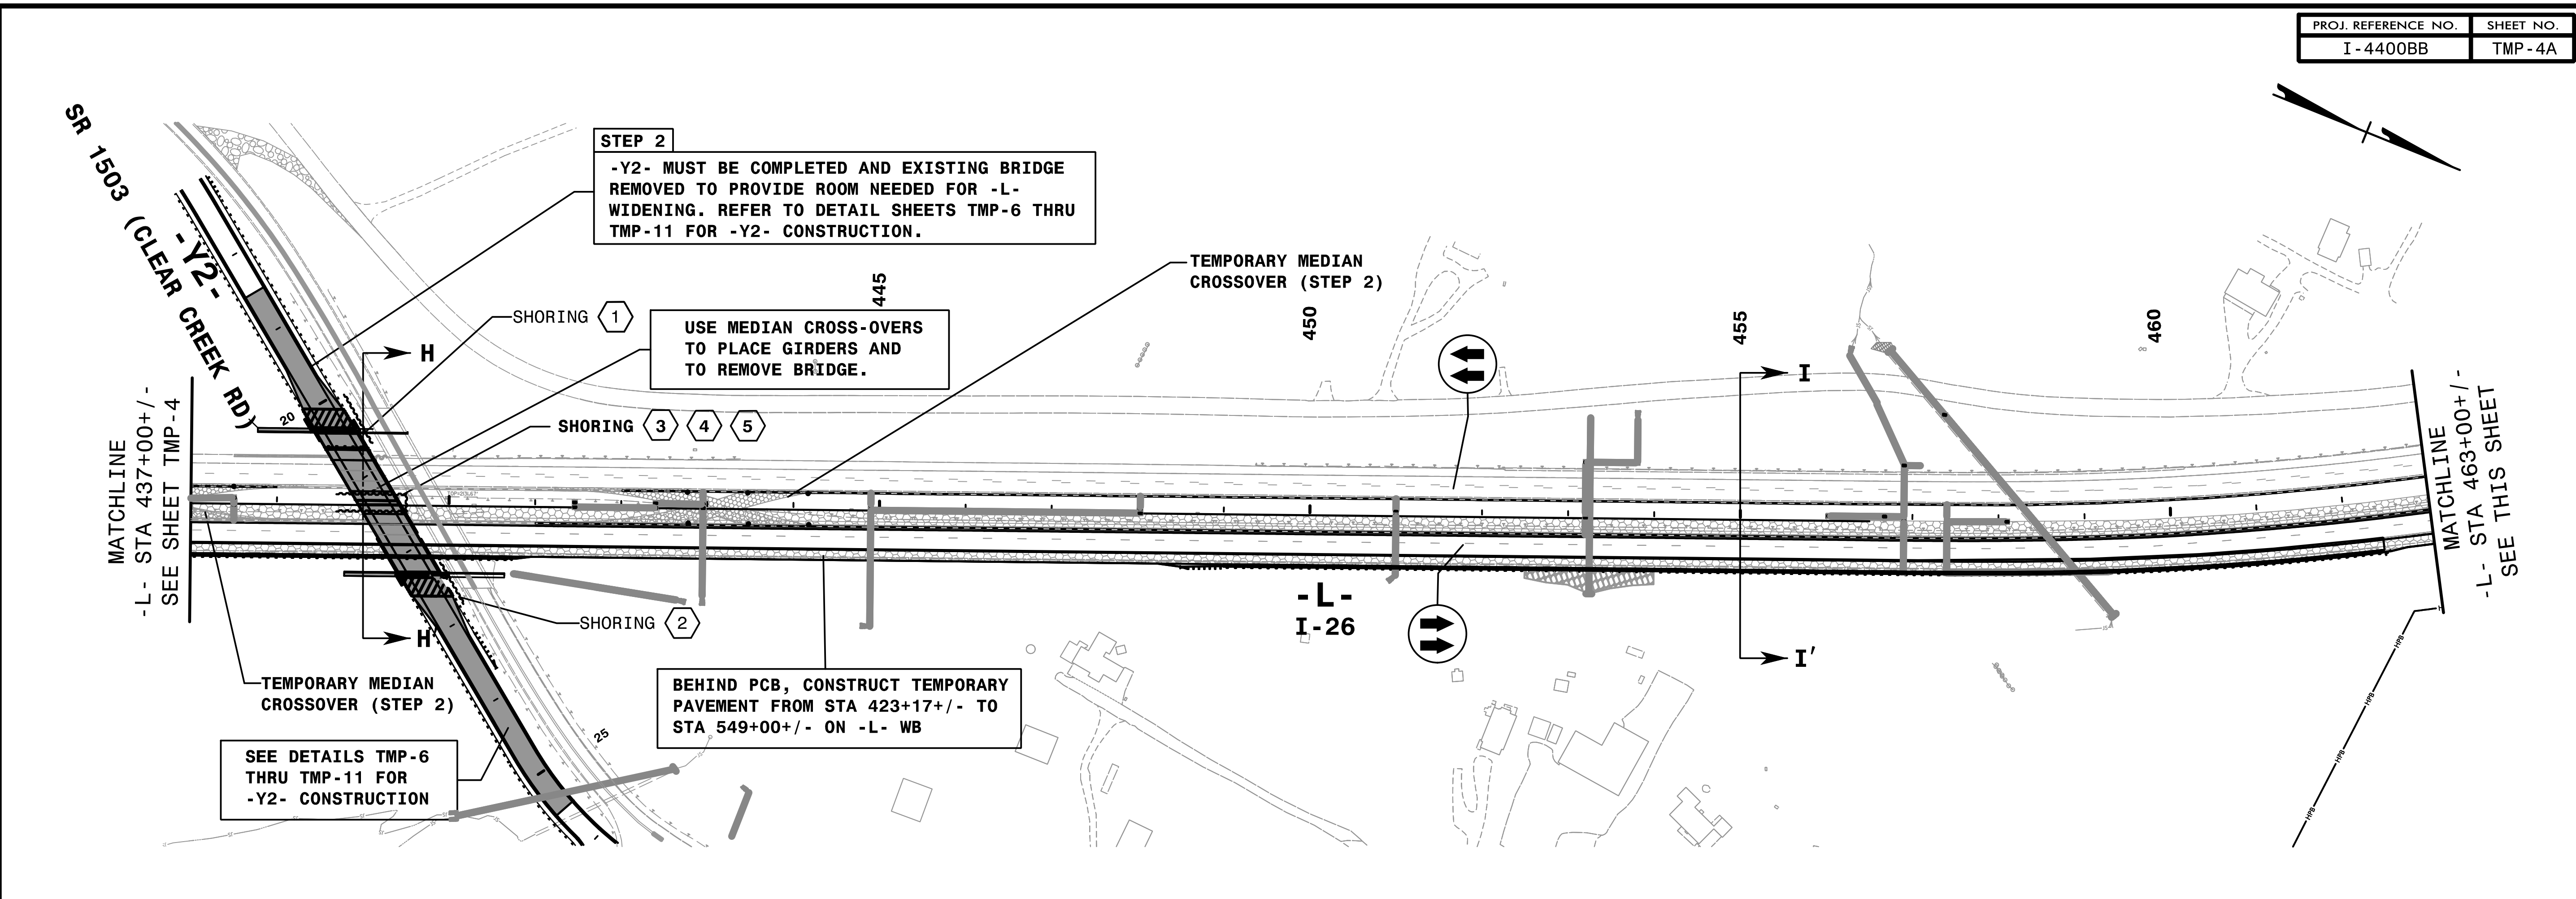 PROJ. REFERENCE NO.
SHEET NO.
I-4400BB
TMP-4A
SR 1503 (CLEAR CREEK RD)
-Y2-
STEP 2
-Y2- MUST BE COMPLETED AND EXISTING BRIDGE
REMOVED TO PROVIDE ROOM NEEDED FOR -L-
WIDENING. REFER TO DETAIL SHEETS TMP-6 THRU
TMP-11 FOR -Y2- CONSTRUCTION.
TEMPORARY MEDIAN
CROSSOVER (STEP 2)
445
450
455
460
SHORING 1
USE MEDIAN CROSS-OVERS
TO PLACE GIRDERS AND
TO REMOVE BRIDGE.
H
I
20
SHORING 3 4 5
MATCHLINE
-L- STA 437+00+/-
SEE SHEET TMP-4
MATCHLINE
-L- STA 463+00+/-
SEE THIS SHEET
-L-
I-26
SHORING 2
H'
I'
TEMPORARY MEDIAN
CROSSOVER (STEP 2)
BEHIND PCB, CONSTRUCT TEMPORARY
PAVEMENT FROM STA 423+17+/- TO
STA 549+00+/- ON -L- WB
25
SEE DETAILS TMP-6
THRU TMP-11 FOR
-Y2- CONSTRUCTION
HPB
HPB
HPB
HPB